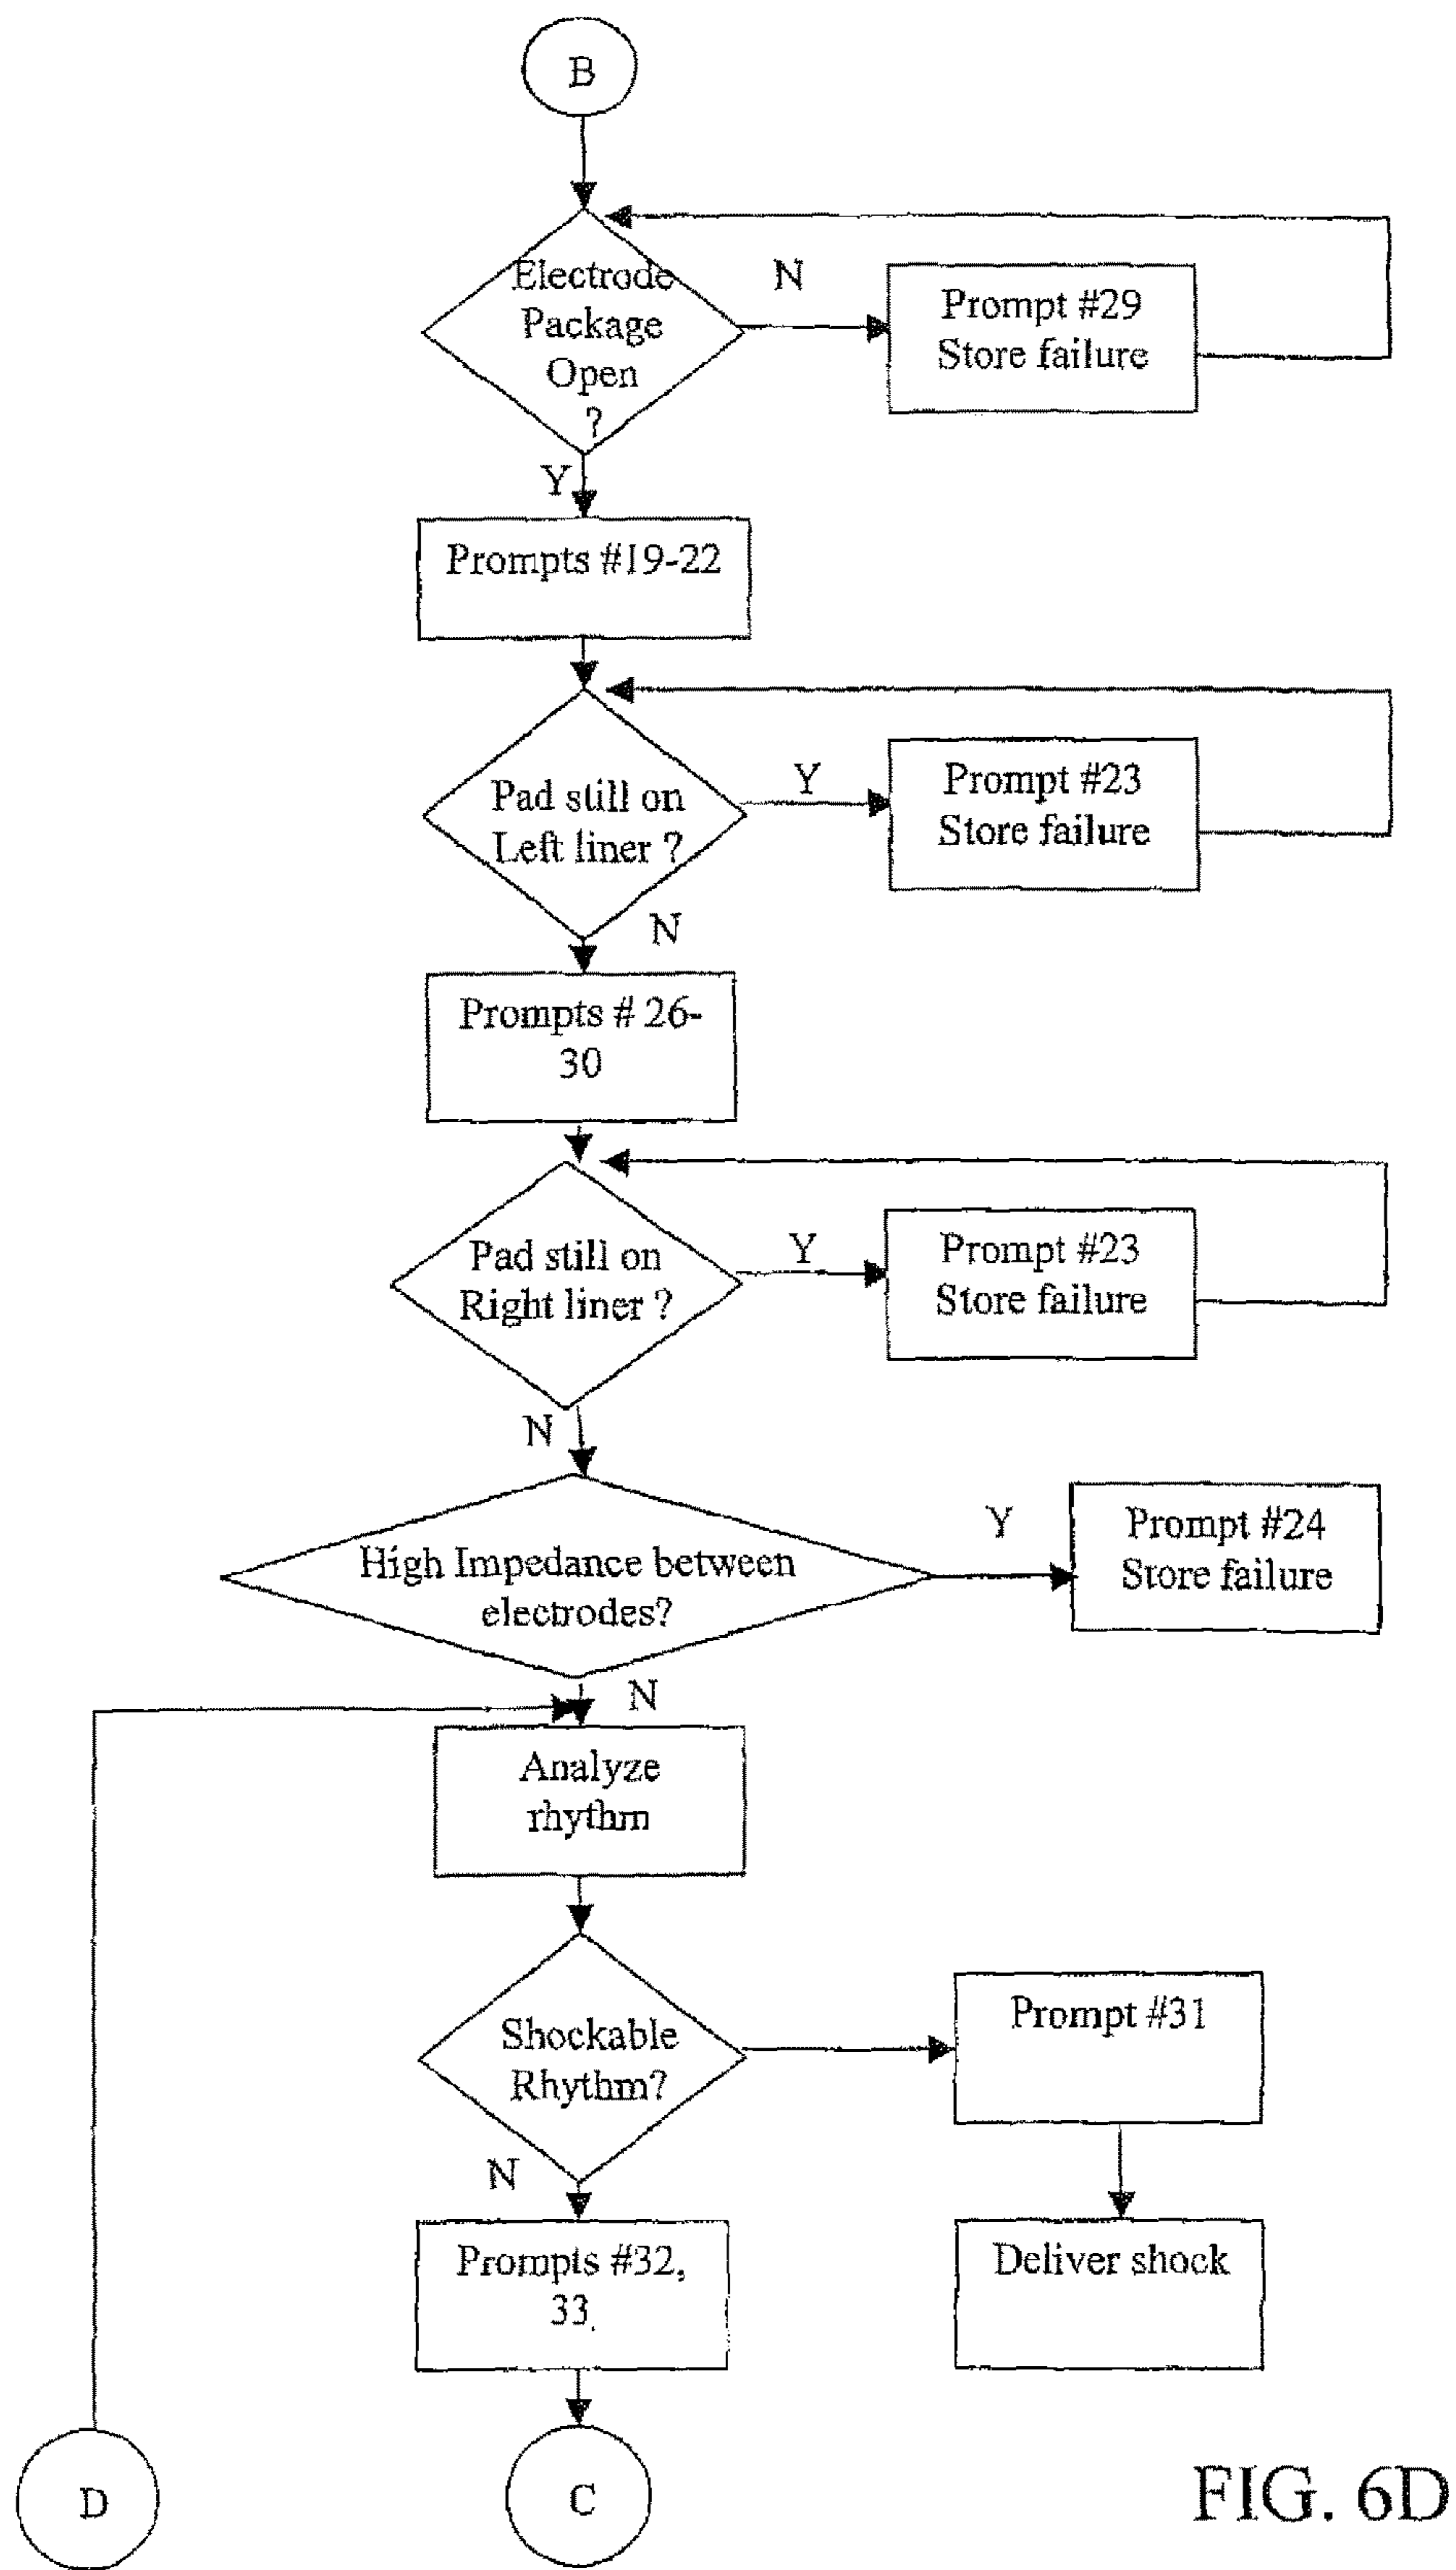 B
Electrode
Package
Open
?
N
Prompt #29
Store failure
Y
Prompts #19-22
Pad still on
Left liner ?
Y
Prompt #23
Store failure
N
Prompts # 26-
30
Pad still on
Right liner ?
Y
Prompt #23
Store failure
N
High Impedance between
electrodes?
Y
Prompt #24
Store failure
N
Analyze
rhythm
Shockable
Rhythm?
Prompt #31
N
Prompts #32,
33
Deliver shock
D
C
FIG. 6D